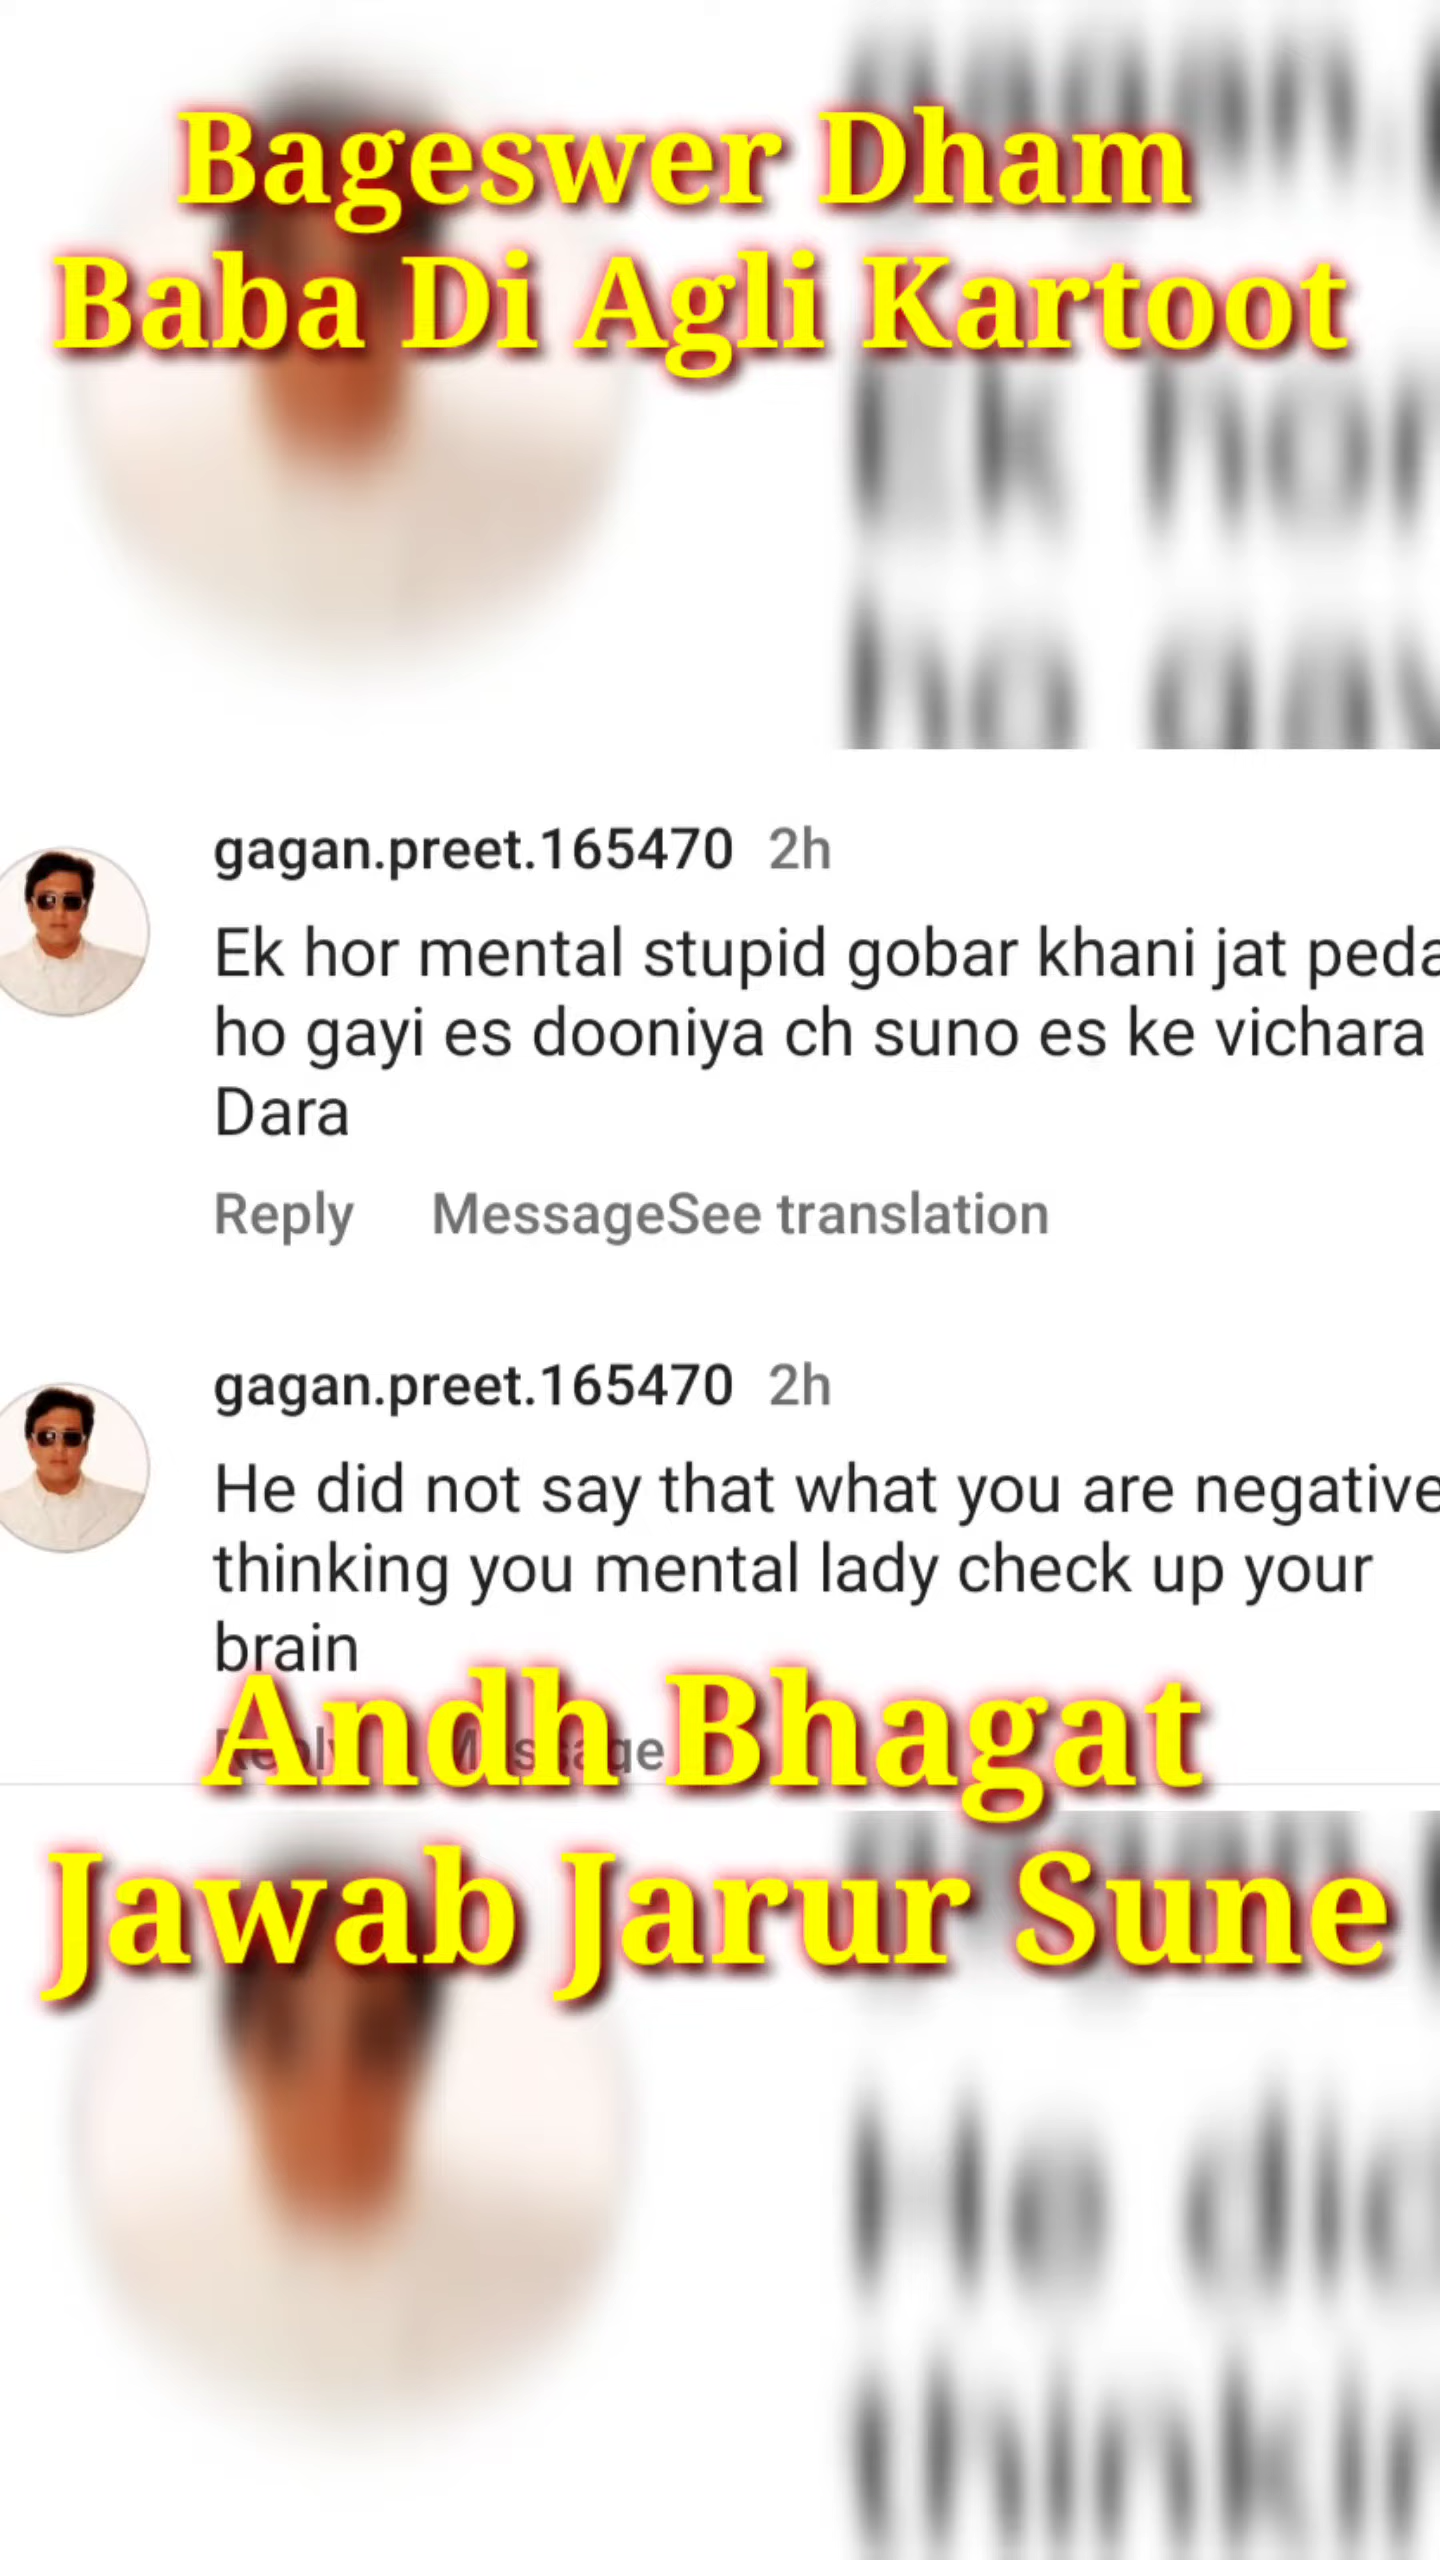 Bageswer Dham
Baba Di Agli Kartoot
gagan.preet.165470 2h
Ek hor mental stupid gobar khani jat peda
ho gayi es dooniya ch suno es ke vichara
Dara
Reply MessageSee translation
gagan.preet.165470 2h
He did not say that what you are negative
thinking you mental lady check up your
brain
Reply Message
Andh Bhagat
Jawab Jarur Sune